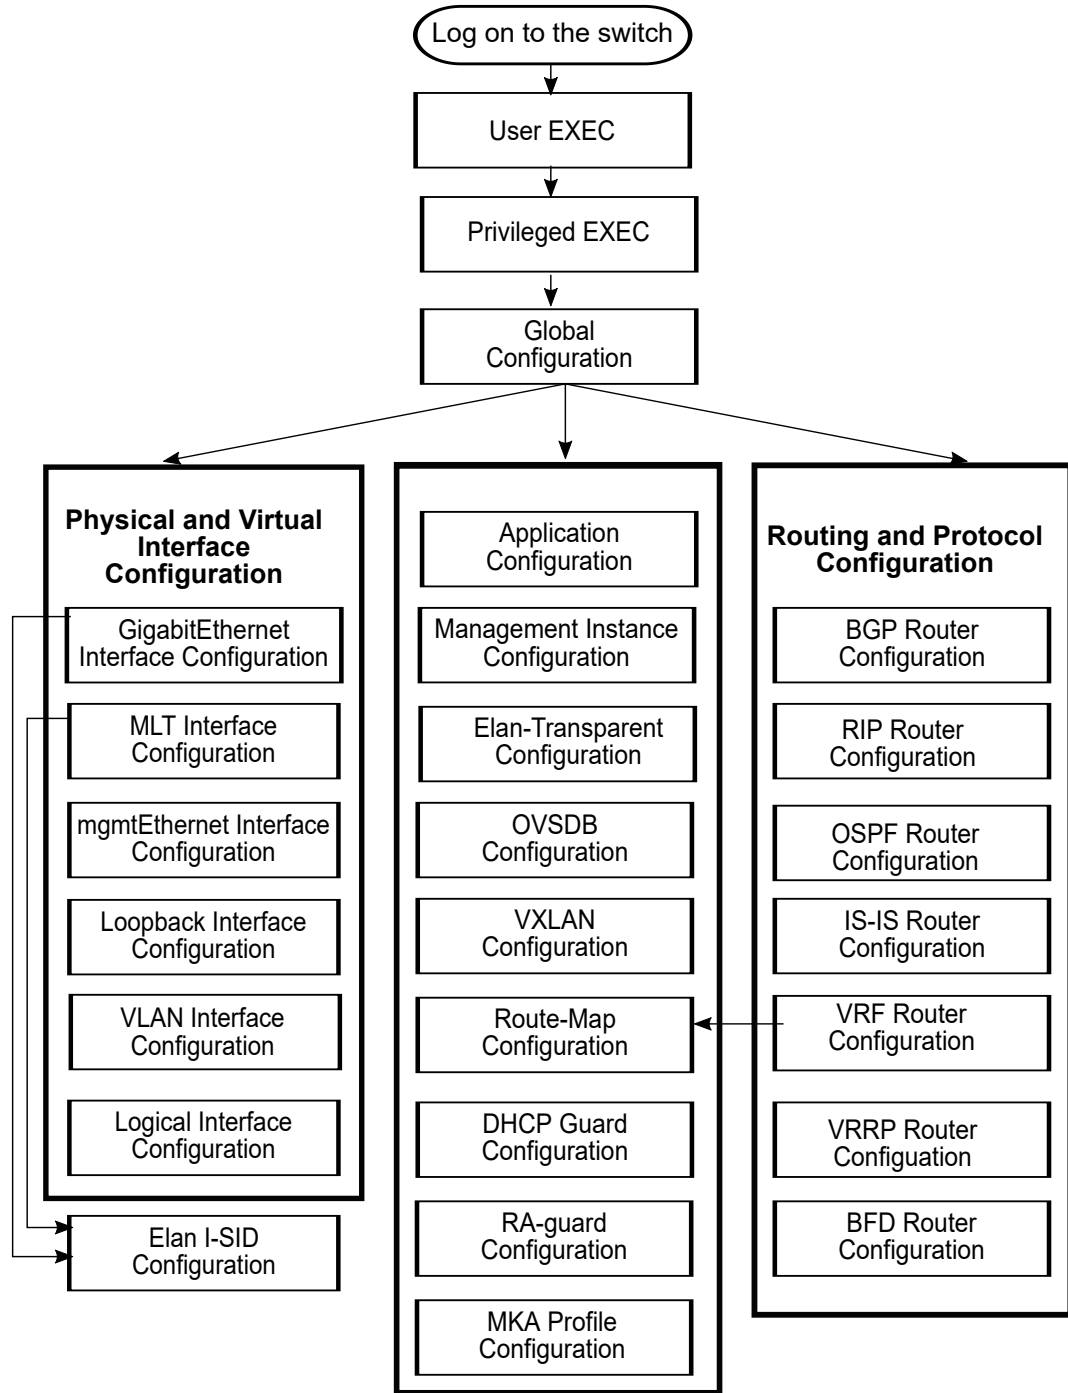 Log on to the switch
User EXEC
Privileged EXEC
Global
Configuration
Physical and Virtual
Interface
Configuration
GigabitEthernet
Interface Configuration
MLT Interface
Configuration
mgmtEthernet Interface
Configuration
Loopback Interface
Configuration
VLAN Interface
Configuration
Logical Interface
Configuration
Elan I-SID
Configuration
Application
Configuration
Management Instance
Configuration
Elan-Transparent
Configuration
OVSDB
Configuration
VXLAN
Configuration
Route-Map
Configuration
DHCP Guard
Configuration
RA-guard
Configuration
MKA Profile
Configuration
Routing and Protocol
Configuration
BGP Router
Configuration
RIP Router
Configuration
OSPF Router
Configuration
IS-IS Router
Configuration
VRF Router
Configuration
VRRP Router
Configuation
BFD Router
Configuration